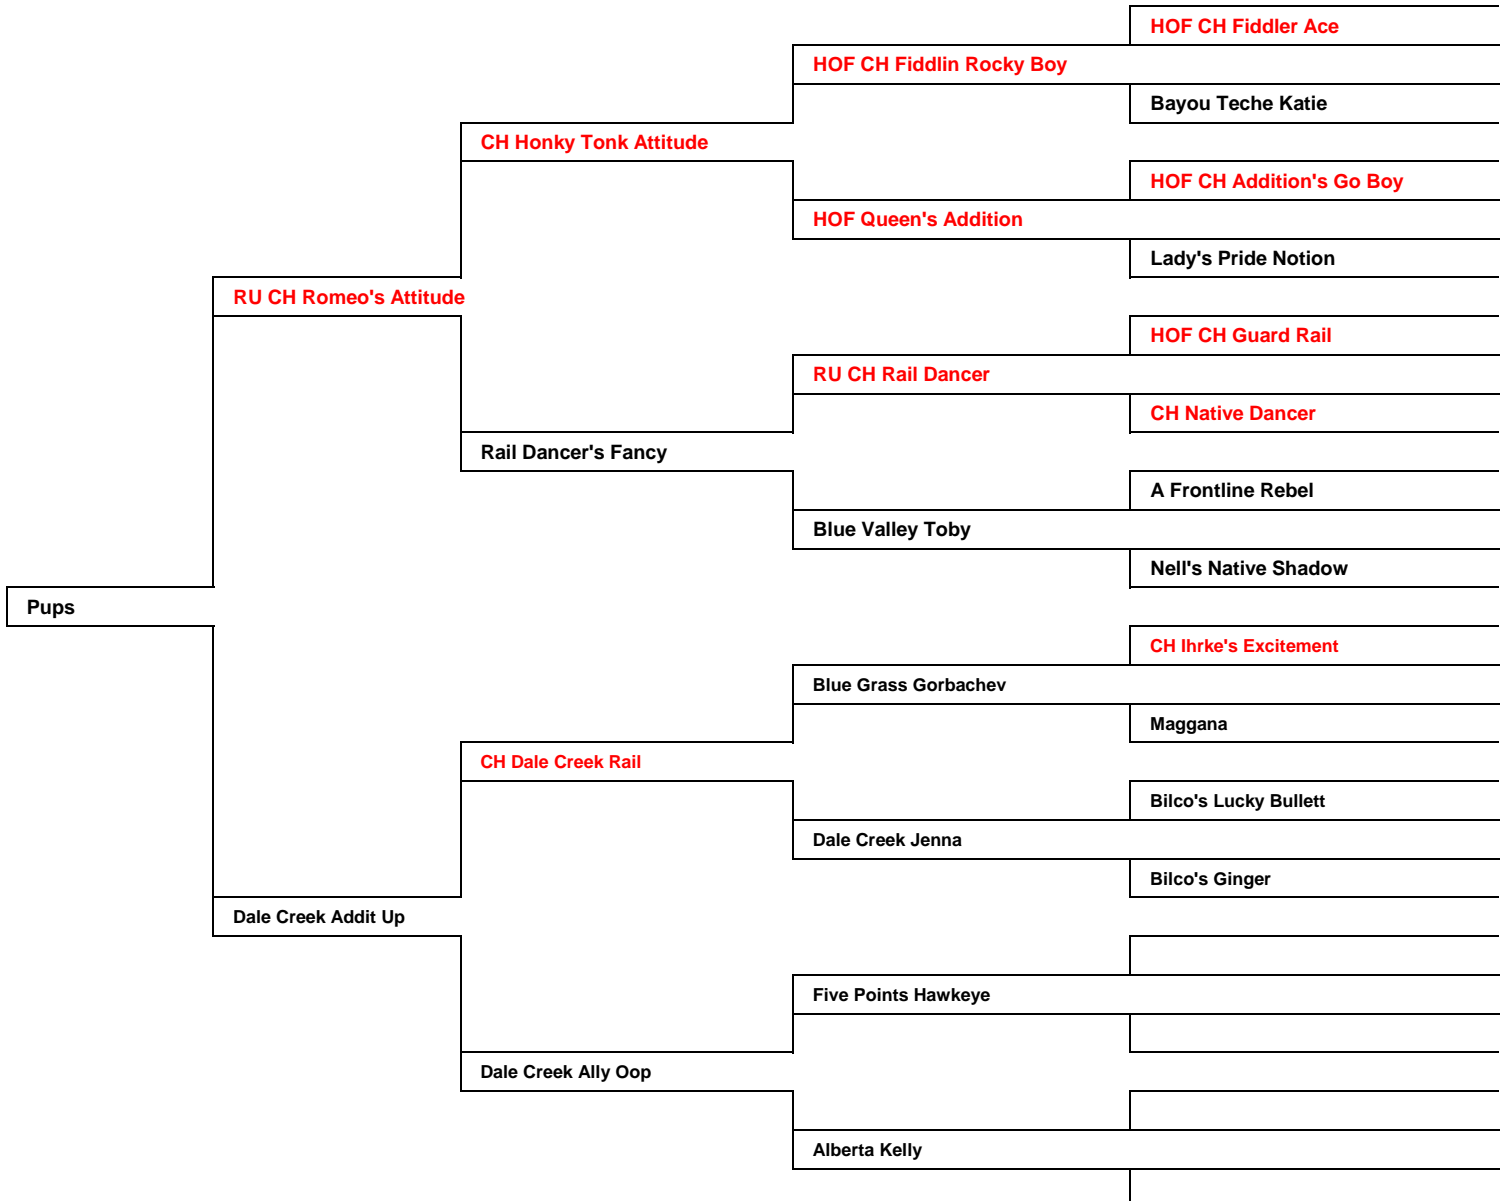 HOF CH Fiddler Ace
HOF CH Fiddlin Rocky Boy
Bayou Teche Katie
CH Honky Tonk Attitude
HOF CH Addition's Go Boy
HOF Queen's Addition
Lady's Pride Notion
RU CH Romeo's Attitude
HOF CH Guard Rail
RU CH Rail Dancer
CH Native Dancer
Rail Dancer's Fancy
A Frontline Rebel
Blue Valley Toby
Nell's Native Shadow
Pups
CH Ihrke's Excitement
Blue Grass Gorbachev
Maggana
CH Dale Creek Rail
Bilco's Lucky Bullett
Dale Creek Jenna
Bilco's Ginger
Dale Creek Addit Up
Five Points Hawkeye
Dale Creek Ally Oop
Alberta Kelly